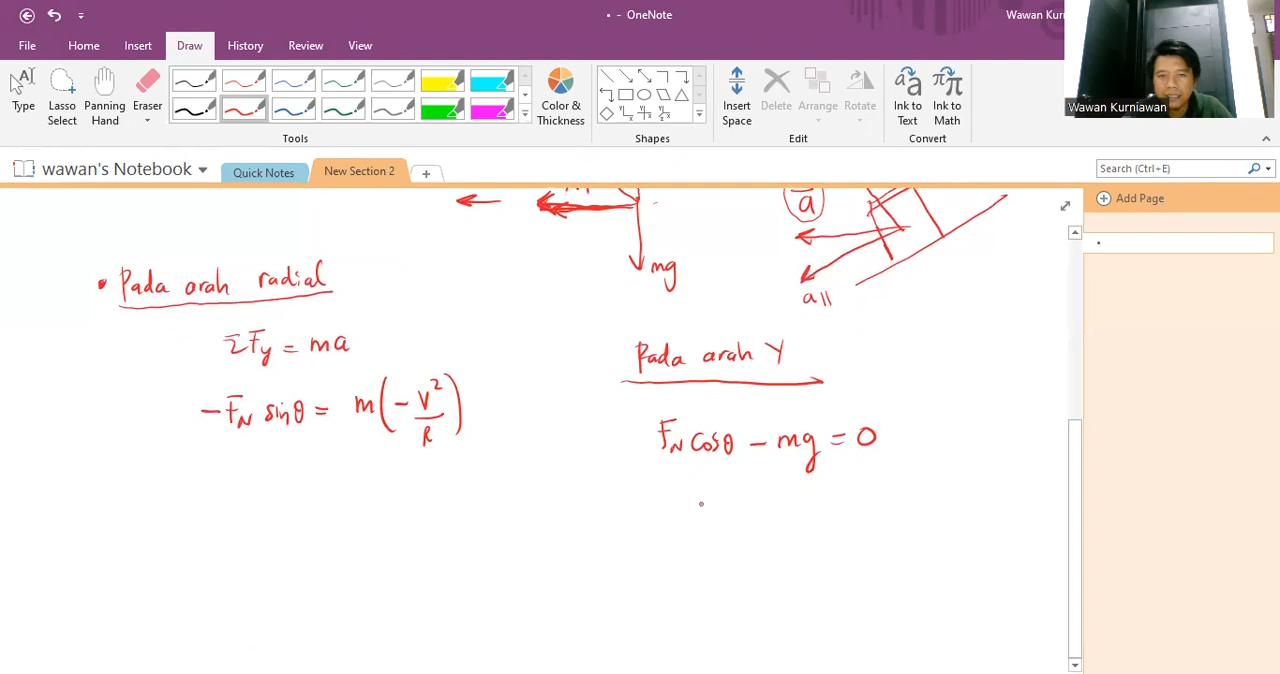 • - OneNote
Wawan Kur
File Home Insert Draw History Review View
Type
Lasso Select
Panning Hand
Eraser
Color & Thickness
Insert Space
Delete
Arrange
Rotate
Ink to Text
Ink to Math
Tools
Shapes
Edit
Convert
Wawan Kurniawan
wawan's Notebook
Quick Notes
New Section 2
Search (Ctrl+E)
Add Page
a
mg
a||
• Pada arah radial
ΣFy = ma
-FN sinθ = m(-V²/R)
Pada arah Y
FN cosθ - mg = 0